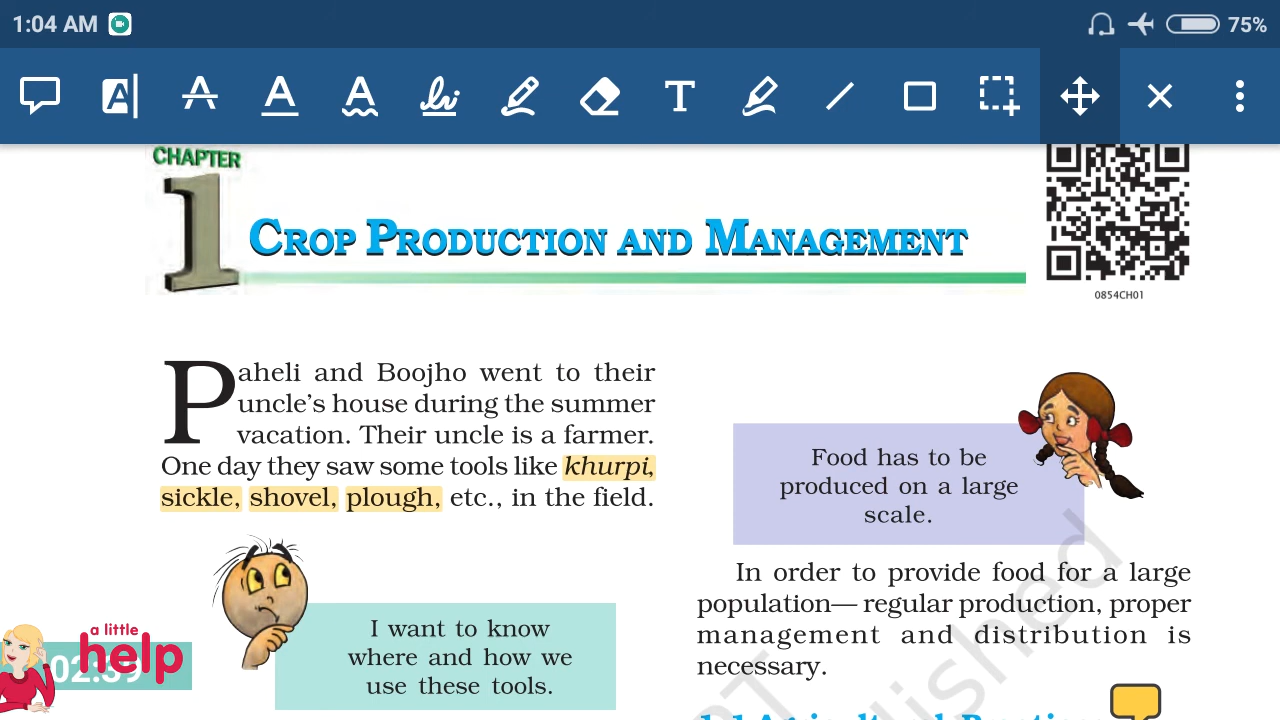 1:04 AM
75%
CHAPTER
1
CROP PRODUCTION AND MANAGEMENT
0854CH01
Paheli and Boojho went to their
uncle's house during the summer
vacation. Their uncle is a farmer.
One day they saw some tools like khurpi,
sickle, shovel, plough, etc., in the field.
I want to know
where and how we
use these tools.
Food has to be
produced on a large
scale.
In order to provide food for a large
population— regular production, proper
management and distribution is
necessary.
a little
help